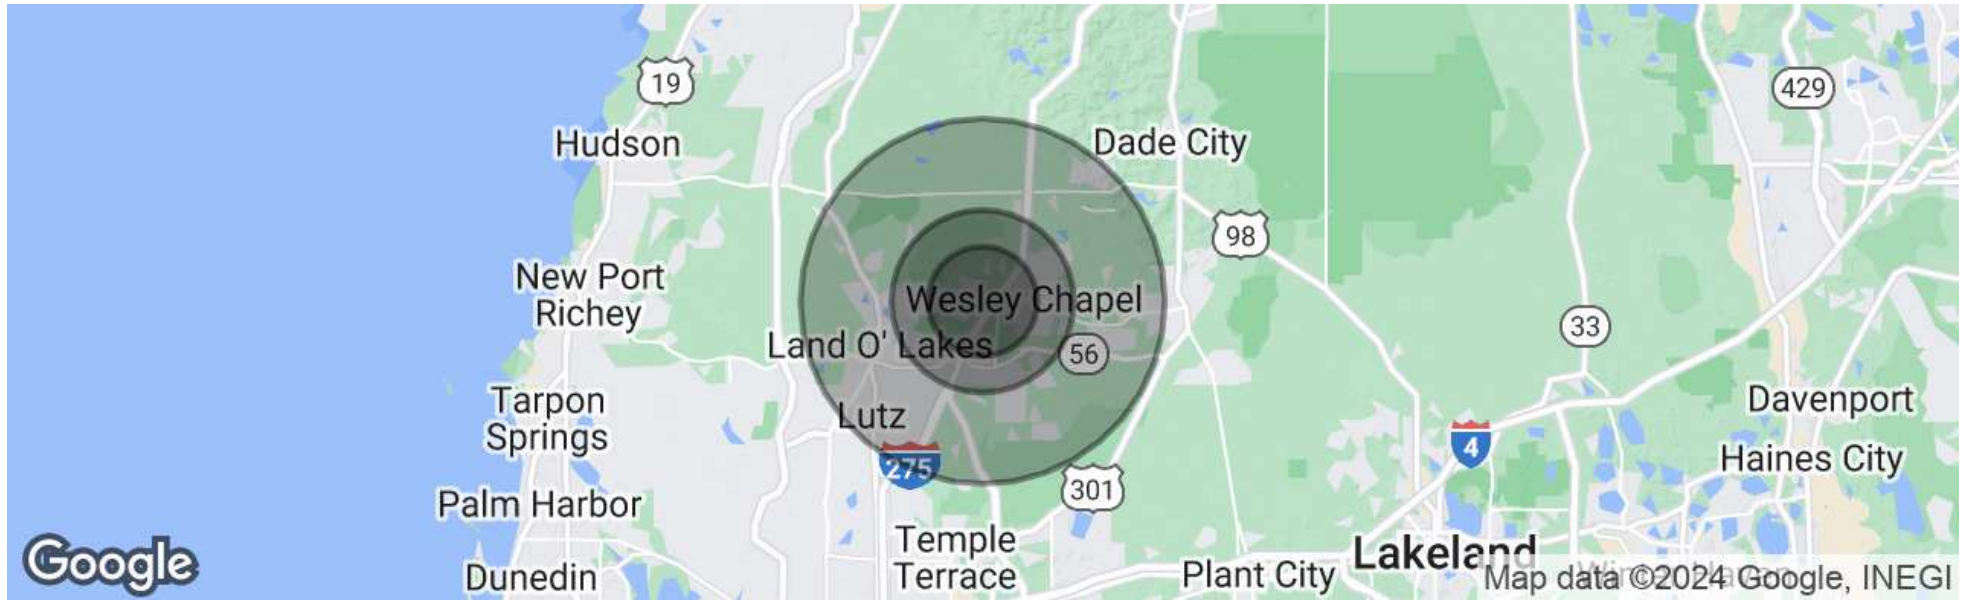 19
429
Hudson
Dade City
98
New Port
Richey
Wesley Chapel
33
Land O' Lakes
56
Tarpon
Springs
Davenport
Lutz
4
275
Haines City
301
Palm Harbor
Temple
Terrace
Lakeland
Google
Dunedin
Plant City
Winter Haven
Map data ©2024 Google, INEGI